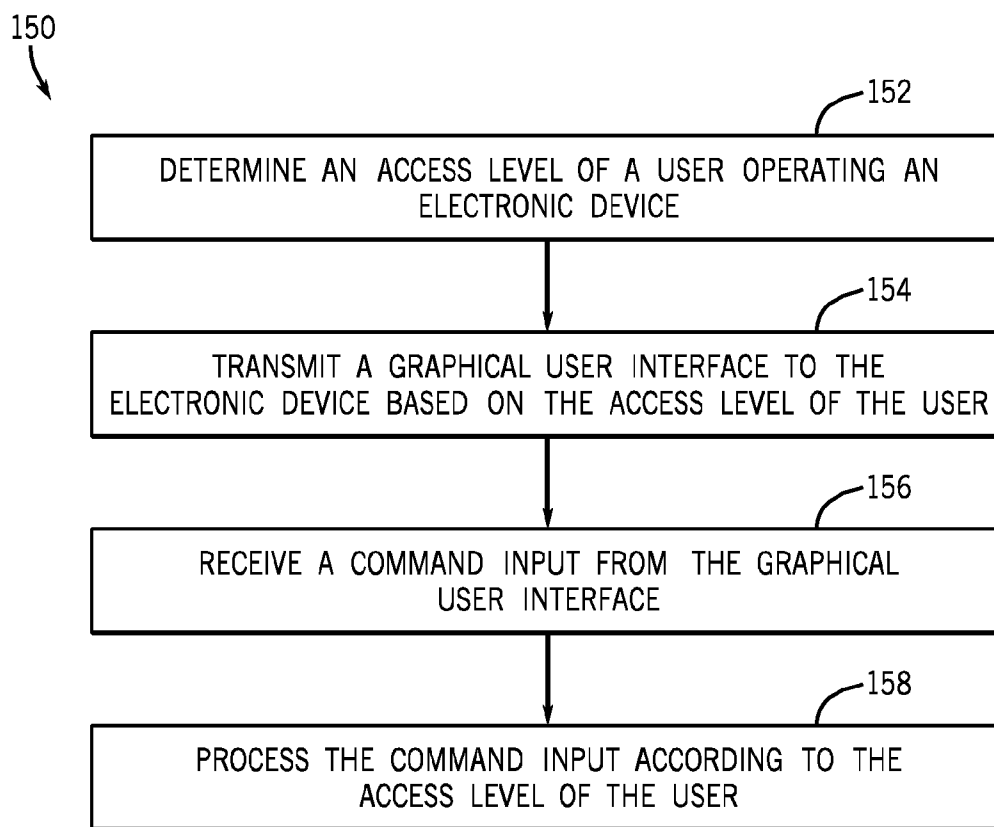 150
152
DETERMINE AN ACCESS LEVEL OF A USER OPERATING AN
ELECTRONIC DEVICE
154
TRANSMIT A GRAPHICAL USER INTERFACE TO THE
ELECTRONIC DEVICE BASED ON THE ACCESS LEVEL OF THE USER
156
RECEIVE A COMMAND INPUT FROM THE GRAPHICAL
USER INTERFACE
158
PROCESS THE COMMAND INPUT ACCORDING TO THE
ACCESS LEVEL OF THE USER